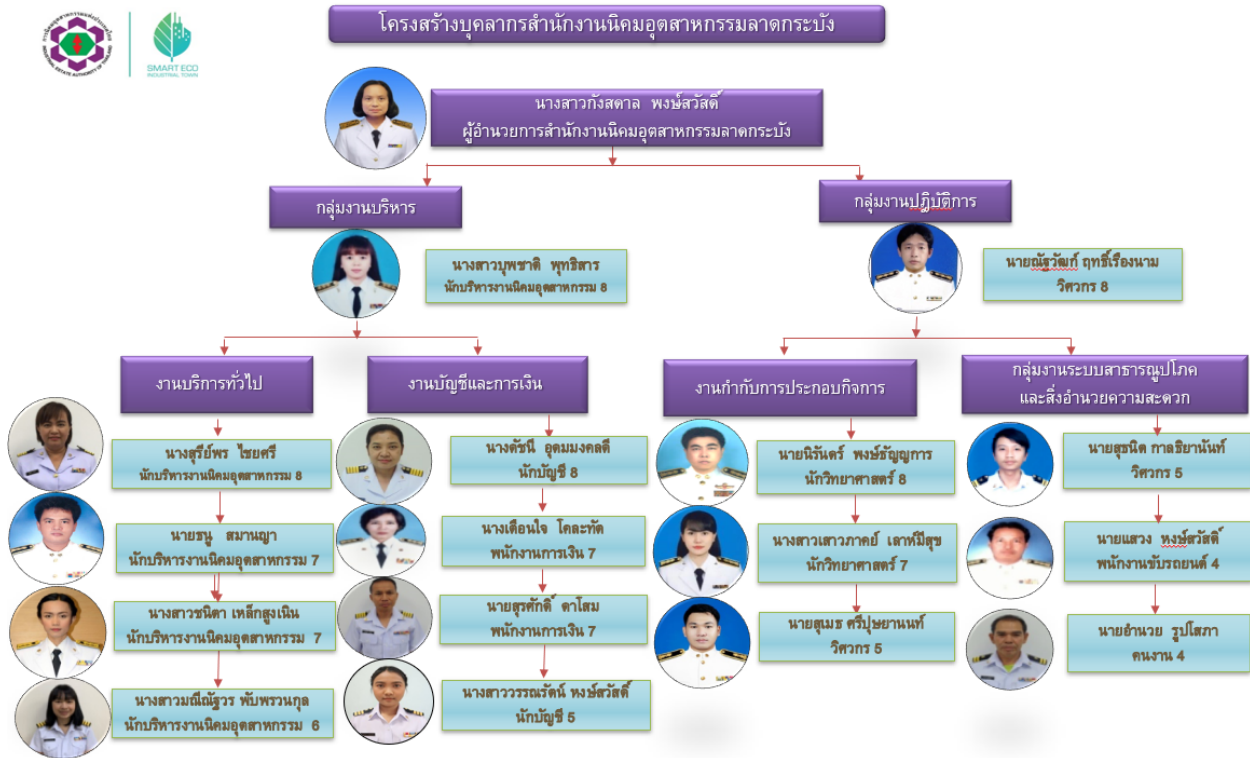 โครงสร้างบุคลากรสำนักงานนิคมอุตสาหกรรมลาดกระบัง
SMART ECO
INDUSTRIAL TOWN
นางสาวกังสดาล พงษ์สวัสดิ์
ผู้อำนวยการสำนักงานนิคมอุตสาหกรรมลาดกระบัง
กลุ่มงานบริหาร
กลุ่มงานปฏิบัติการ
นางสาวบุพชาติ พุทธิสาร
นักบริหารงานนิคมอุตสาหกรรม 8
นายณัฐวัฒก์ ฤทธิ์เรืองนาม
วิศวกร 8
งานบริการทั่วไป
งานบัญชีและการเงิน
งานกำกับการประกอบกิจการ
กลุ่มงานระบบสาธารณูปโภค
และสิ่งอำนวยความสะดวก
นางสุรีย์พร ไชยศรี
นักบริหารงานนิคมอุตสาหกรรม 8
นายธนู สมานญา
นักบริหารงานนิคมอุตสาหกรรม 7
นางสาวชนิตา เหล็กสูงเนิน
นักบริหารงานนิคมอุตสาหกรรม 7
นางสาวมณีณัฐวร พับพรวนกุล
นักบริหารงานนิคมอุตสาหกรรม 6
นางดัชนี อุดมมงคลดี
นักบัญชี 8
นางเตือนใจ โคละทัด
พนักงานการเงิน 7
นายสุรศักดิ์ ตาโสม
พนักงานการเงิน 7
นางสาววรรณรัตน์ หงษ์สวัสดิ์
นักบัญชี 5
นายนิรันดร์ พงษ์ธัญญการ
นักวิทยาศาสตร์ 8
นางสาวเสาวภาคย์ เลาห์มีสุข
นักวิทยาศาสตร์ 7
นายสุเมธ ศรีปุษยานนท์
วิศวกร 5
นายสุชนิต กาลธิยานันท์
วิศวกร 5
นายแสวง หงษ์สวัสดิ์
พนักงานขับรถยนต์ 4
นายอำนวย รูปโสภา
คนงาน 4